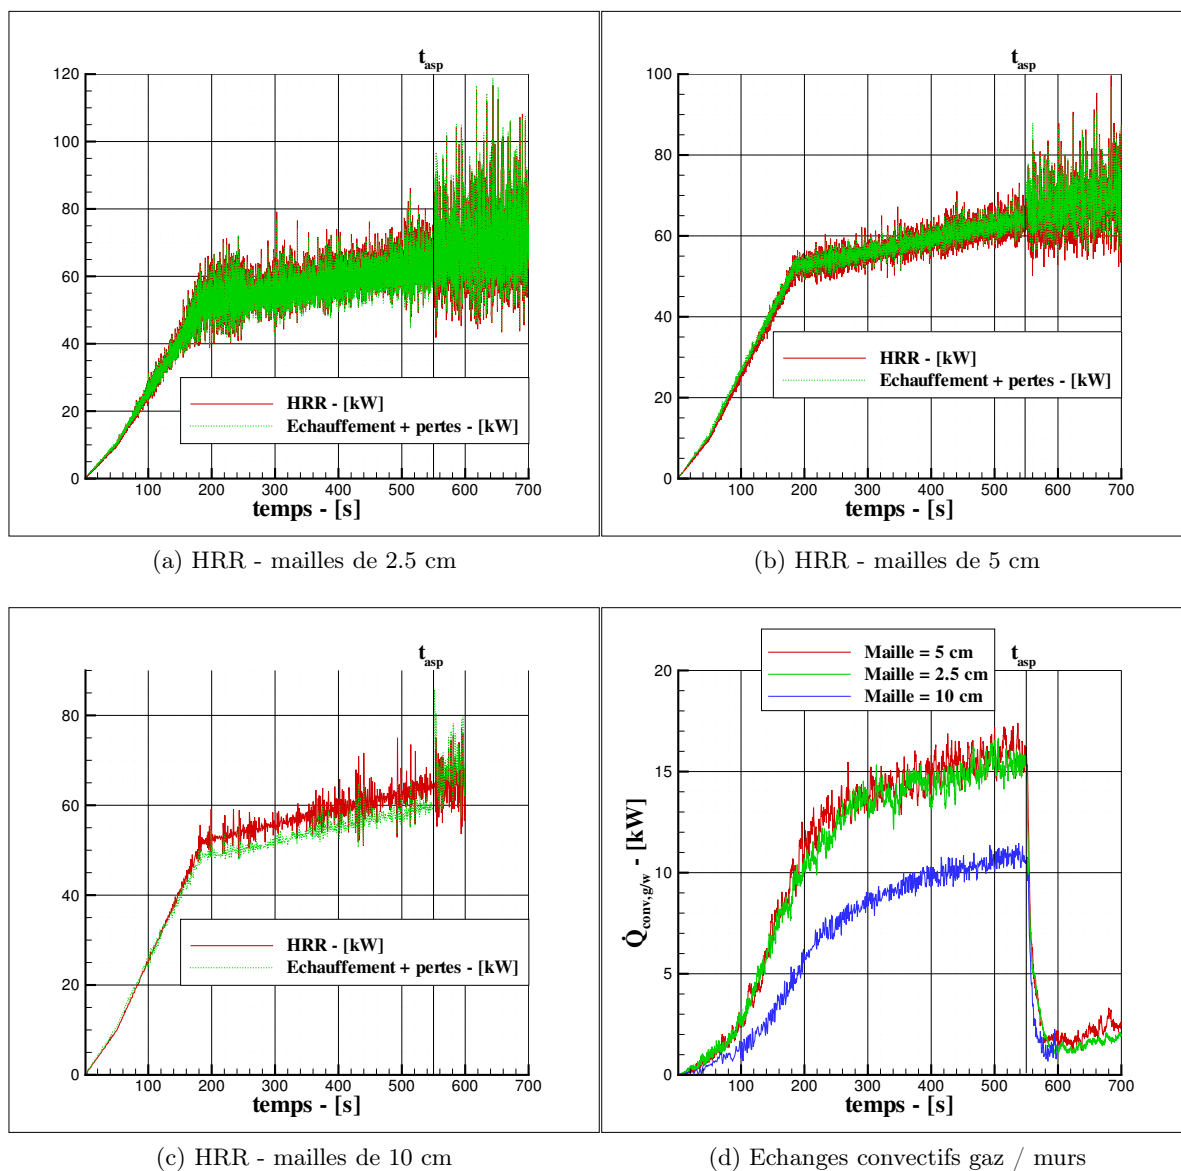 t_asp
120
100
80
60
40
20
0
HRR - [kW]
Echauffement + pertes - [kW]
100 200 300 400 500 600 700
temps - [s]
(a) HRR - mailles de 2.5 cm
t_asp
100
80
60
40
20
0
HRR - [kW]
Echauffement + pertes - [kW]
100 200 300 400 500 600 700
temps - [s]
(b) HRR - mailles de 5 cm
t_asp
80
60
40
20
0
HRR - [kW]
Echauffement + pertes - [kW]
100 200 300 400 500 600 700
temps - [s]
(c) HRR - mailles de 10 cm
Maille = 5 cm
Maille = 2.5 cm
Maille = 10 cm
t_asp
20
15
10
5
0
Q̇_conv,g/w - [kW]
100 200 300 400 500 600 700
temps - [s]
(d) Echanges convectifs gaz / murs